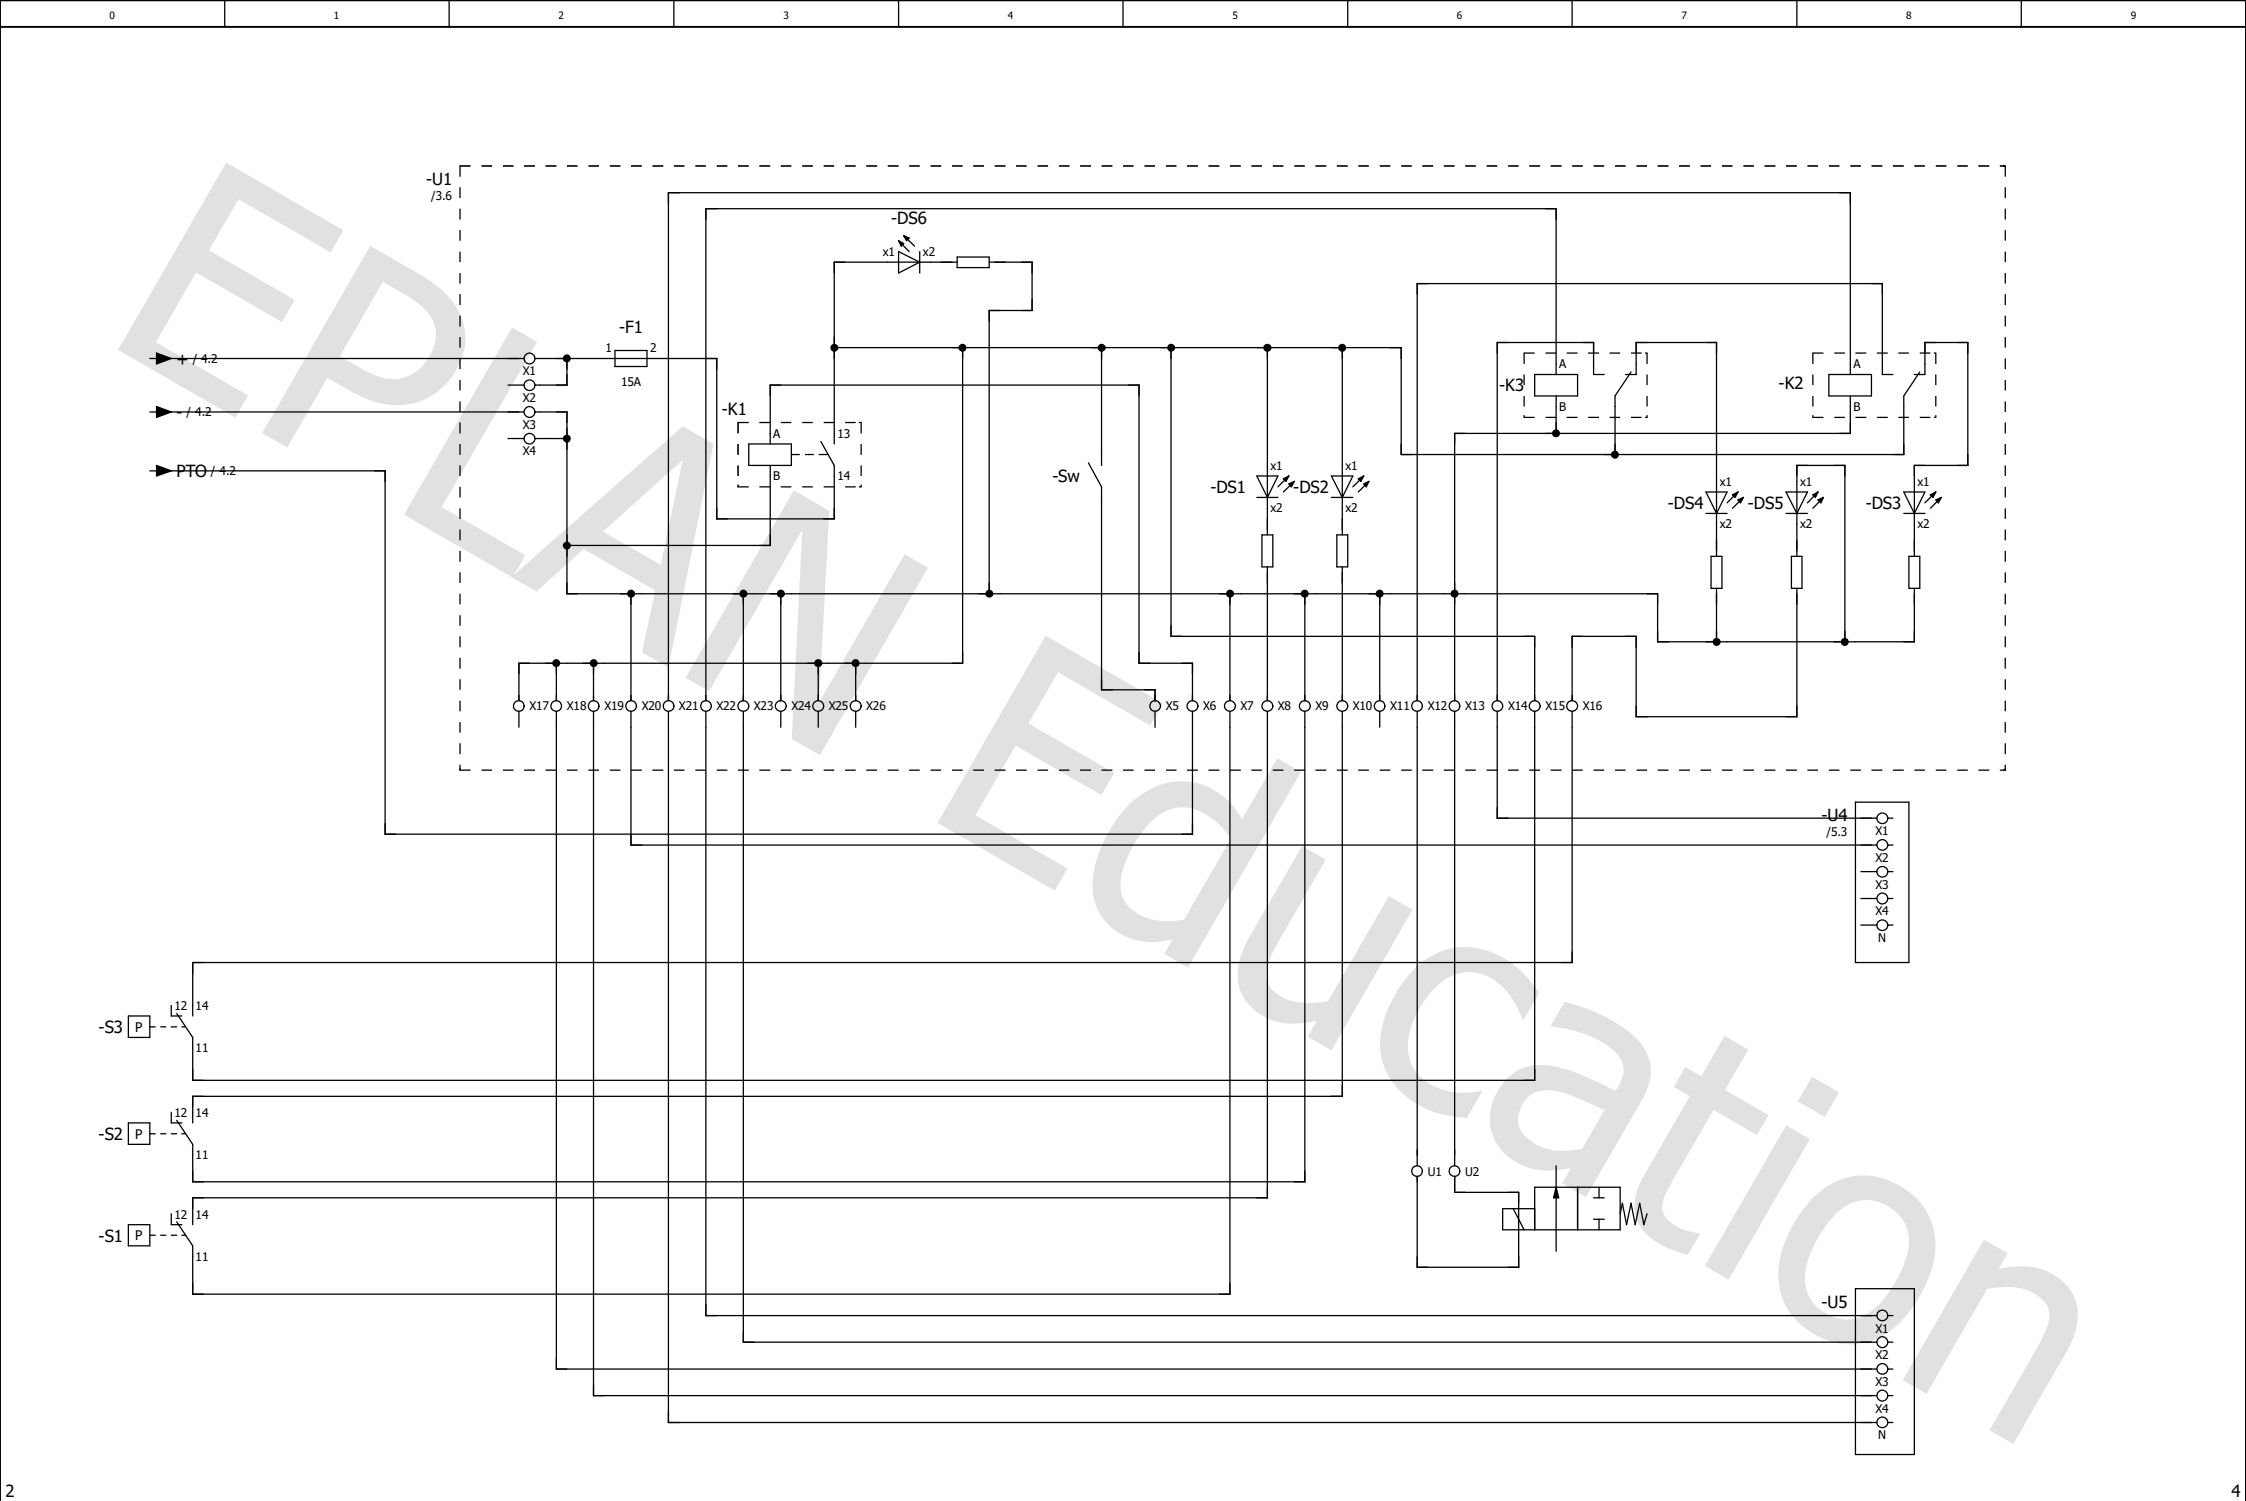 0 1 2 3 4 5 6 7 8 9
-U1
/3.6
-DS6
x1 x2
-F1
1 2
15A
+ / 4.2
X1
X2
- / 4.2
X3
X4
PTO / 4.2
-K1
A 13
B 14
-Sw
-DS1
x1
x2
-DS2
x1
x2
-K3
A
B
-K2
A
B
-DS4
x1
x2
-DS5
x1
x2
-DS3
x1
x2
X17 X18 X19 X20 X21 X22 X23 X24 X25 X26 X5 X6 X7 X8 X9 X10 X11 X12 X13 X14 X15 X16
-U4
/5.3
X1
X2
X3
X4
N
-S3 P
12 14
11
-S2 P
12 14
11
-S1 P
12 14
11
U1 U2
-U5
X1
X2
X3
X4
N
2 4
EPLAN Education